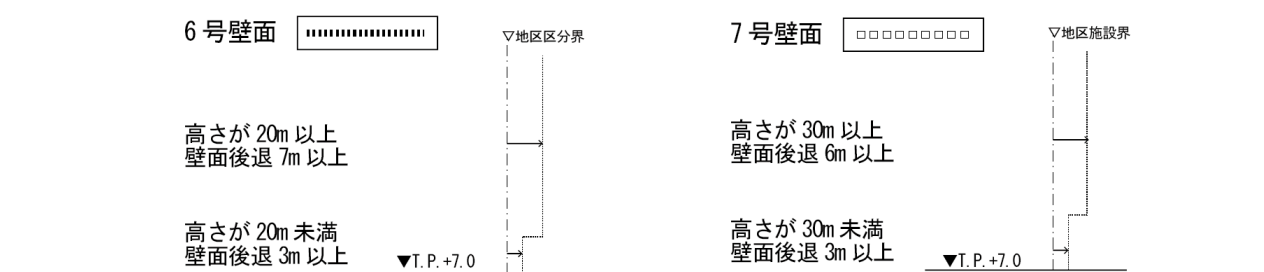 6号壁面
▽地区区分界
高さが20m以上
壁面後退7m以上
高さが20m未満
壁面後退3m以上
▼T.P.+7.0
7号壁面
▽地区施設界
高さが30m以上
壁面後退6m以上
高さが30m未満
壁面後退3m以上
▼T.P.+7.0